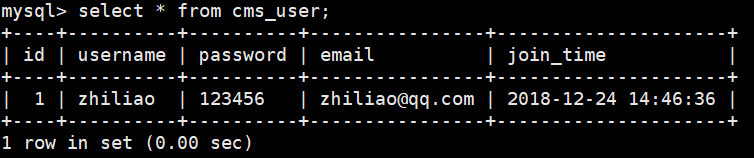 mysql> select * from cms_user;
+----+----------+----------+----------------+---------------------+
| id | username | password | email          | join_time           |
+----+----------+----------+----------------+---------------------+
|  1 | zhiliao  | 123456   | zhiliao@qq.com | 2018-12-24 14:46:36 |
+----+----------+----------+----------------+---------------------+
1 row in set (0.00 sec)